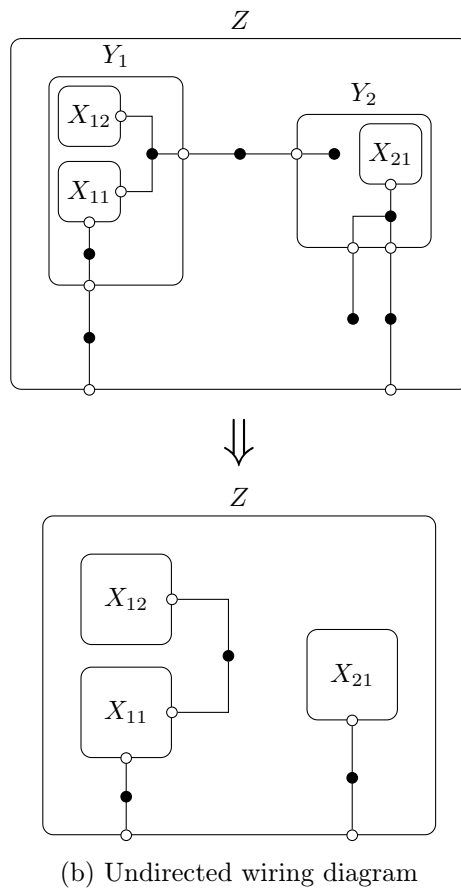 Z
Y₁
Y₂
X₁₂
X₂₁
X₁₁
⇓
Z
X₁₂
X₂₁
X₁₁
(b) Undirected wiring diagram